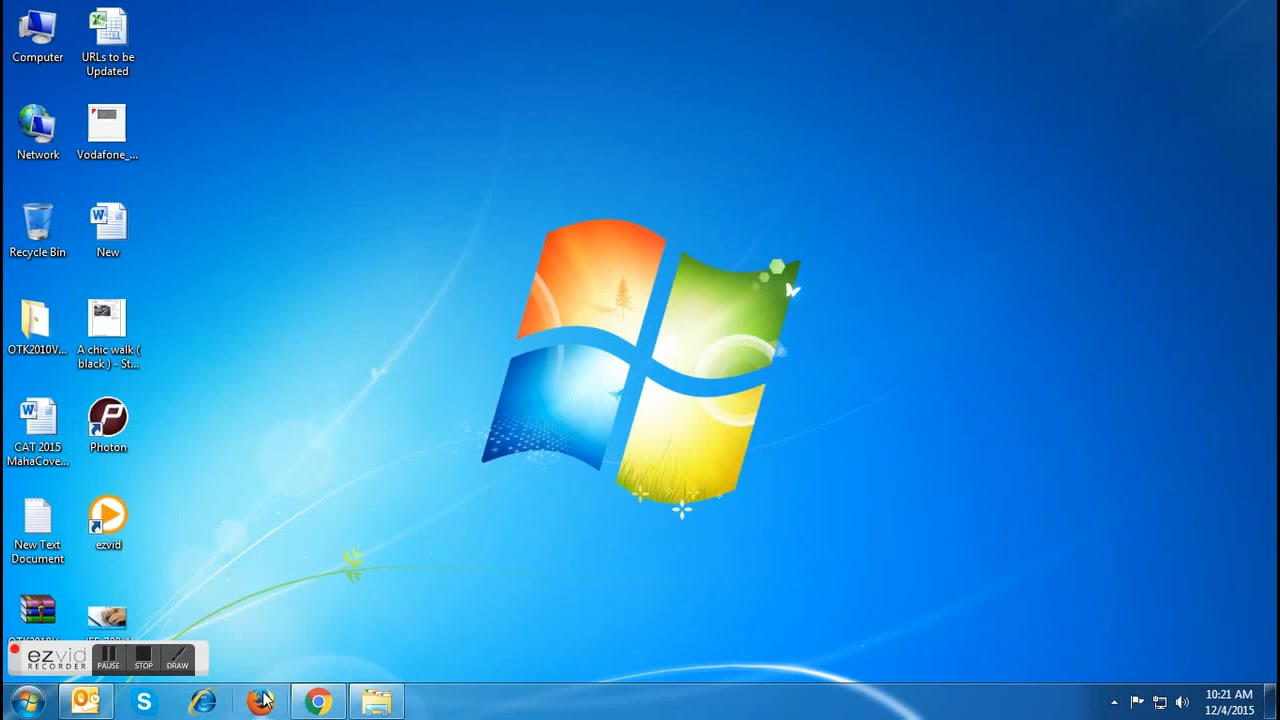 Computer
URLs to be
Updated
Network
Vodafone_...
Recycle Bin
New
OTK2010V...
A chic walk (
black ) - St...
CAT 2015
MahaCove...
Photon
New Text
Document
ezvid
ezvid
RECORDER
PAUSE
STOP
DRAW
10:21 AM
12/4/2015